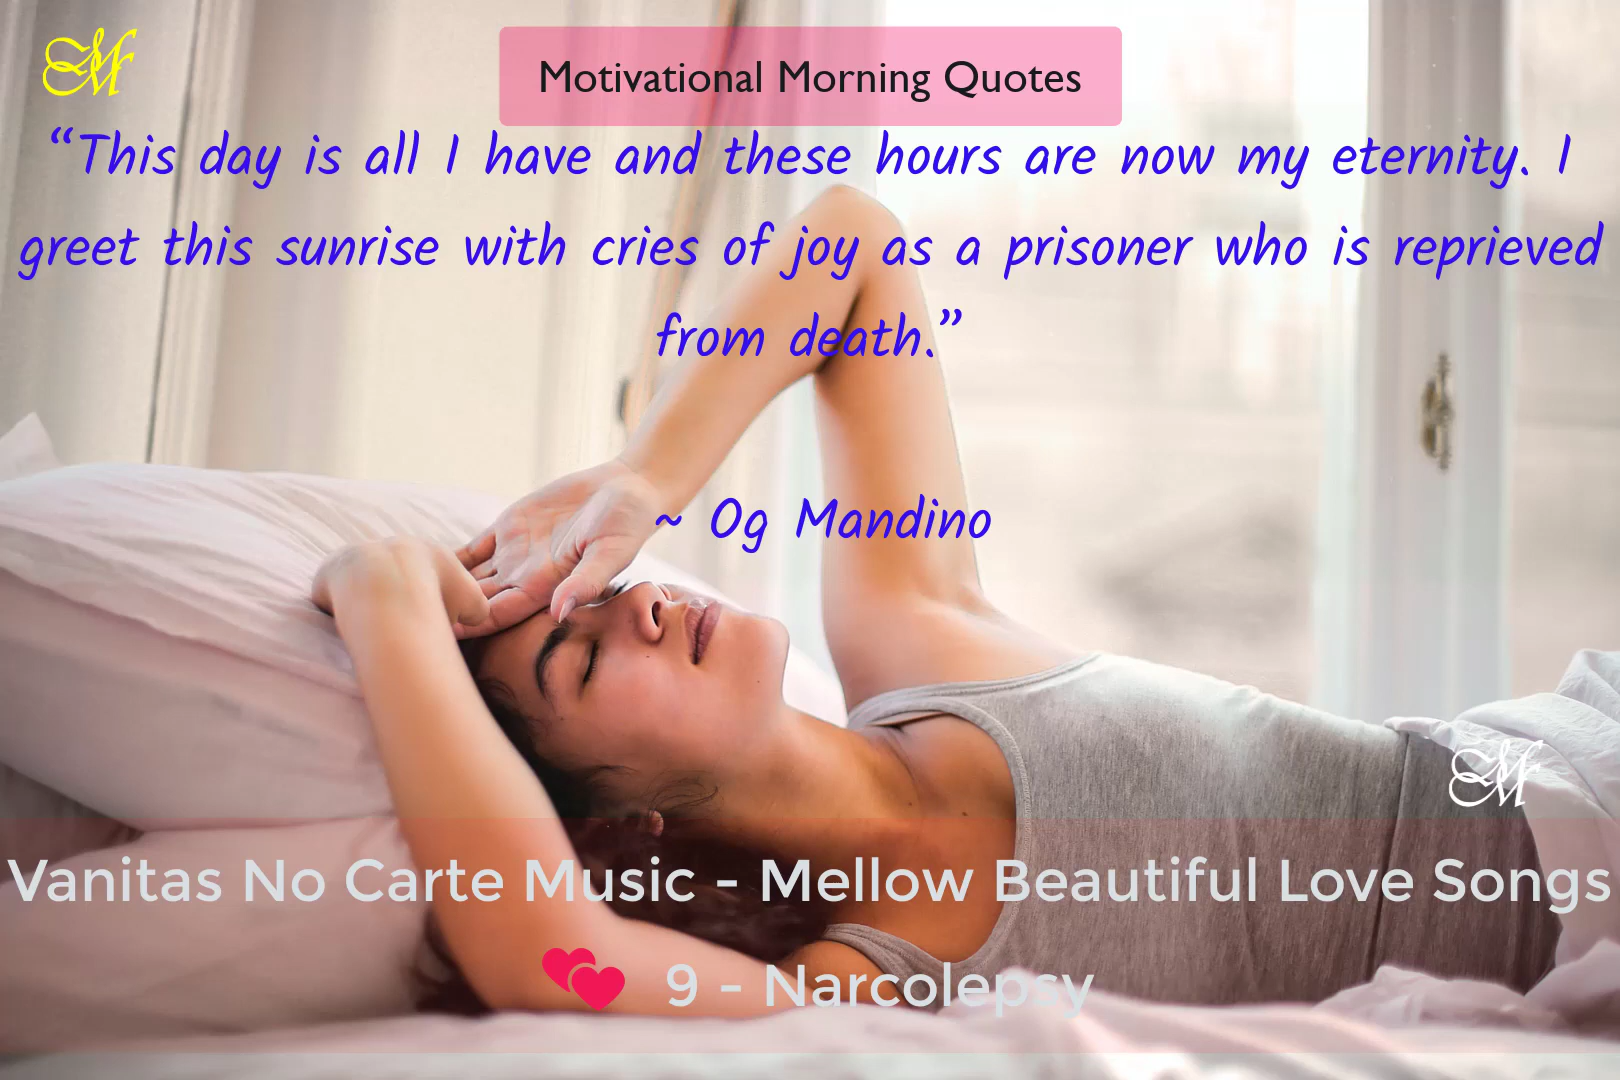 Motivational Morning Quotes
“This day is all I have and these hours are now my eternity. I
greet this sunrise with cries of joy as a prisoner who is reprieved
from death.”
~ Og Mandino
Vanitas No Carte Music - Mellow Beautiful Love Songs
9 - Narcolepsy